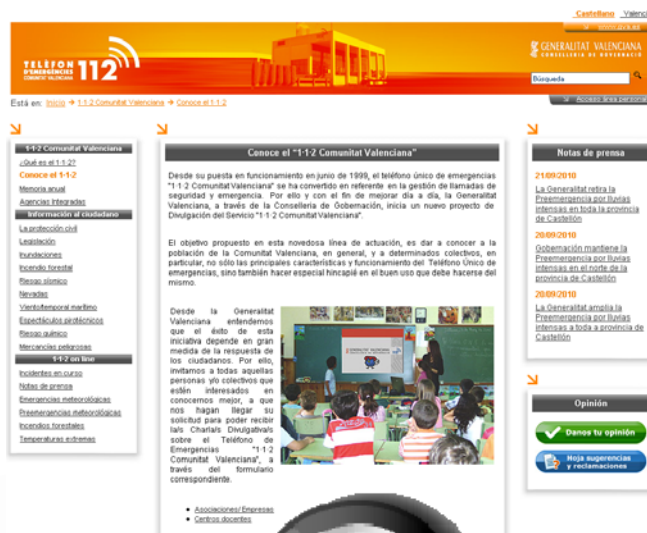 Castellano Valenci
www.gva.es
TELÈFON
D'EMERGÈNCIES
COMUNITAT VALENCIANA
112
GENERALITAT VALENCIANA
CONSELLERIA DE GOVERNACIÓ
Búsqueda
Acceso área personal
Está en: Inicio → 1·1·2 Comunitat Valenciana → Conoce el 1·1·2
1·1·2 Comunitat Valenciana
¿Qué es el 1·1·2?
Conoce el 1·1·2
Memoria anual
Agencias Integradas
Información al ciudadano
La protección civil
Legislación
Inundaciones
Incendio forestal
Riesgo sísmico
Nevadas
Viento/temporal marítimo
Espectáculos pirotécnicos
Riesgo químico
Mercancías peligrosas
1·1·2 on line
Incidentes en curso
Notas de prensa
Emergencias meteorológicas
Preemergencias meteorológicas
Incendios forestales
Temperaturas extremas
Conoce el "1·1·2 Comunitat Valenciana"
Desde su puesta en funcionamiento en junio de 1999, el teléfono único de emergencias
"1·1·2 Comunitat Valenciana" se ha convertido en referente en la gestión de llamadas de
seguridad y emergencia. Por ello y con el fin de mejorar día a día, la Generalitat
Valenciana, a través de la Conselleria de Gobernación, inicia un nuevo proyecto de
Divulgación del Servicio "1·1·2 Comunitat Valenciana".
El objetivo propuesto en esta novedosa línea de actuación, es dar a conocer a la
población de la Comunitat Valenciana, en general, y a determinados colectivos, en
particular, no sólo las principales características y funcionamiento del Teléfono Único de
emergencias, sino también hacer especial hincapié en el buen uso que debe hacerse del
mismo.
Desde la Generalitat
Valenciana entendemos
que el éxito de esta
iniciativa depende en gran
medida de la respuesta de
los ciudadanos. Por ello,
invitamos a todas aquellas
personas y/o colectivos que
estén interesados en
conocernos mejor, a que
nos hagan llegar su
solicitud para poder recibir
la/s Charla/s Divulgativa/s
sobre el Teléfono de
Emergencias "1·1·2
Comunitat Valenciana", a
través del formulario
correspondiente.
GENERALITAT VALENCIANA
Asociaciones/ Empresas
Centros docentes
Notas de prensa
21/09/2010
La Generalitat retira la
Preemergencia por lluvias
intensas en toda la provincia
de Castellón
20/09/2010
Gobernación mantiene la
Preemergencia por lluvias
intensas en el norte de la
provincia de Castellón
20/09/2010
La Generalitat amplia la
Preemergencia por lluvias
intensas a toda a provincia de
Castellón
Opinión
Danos tu opinión
Hoja sugerencias
y reclamaciones